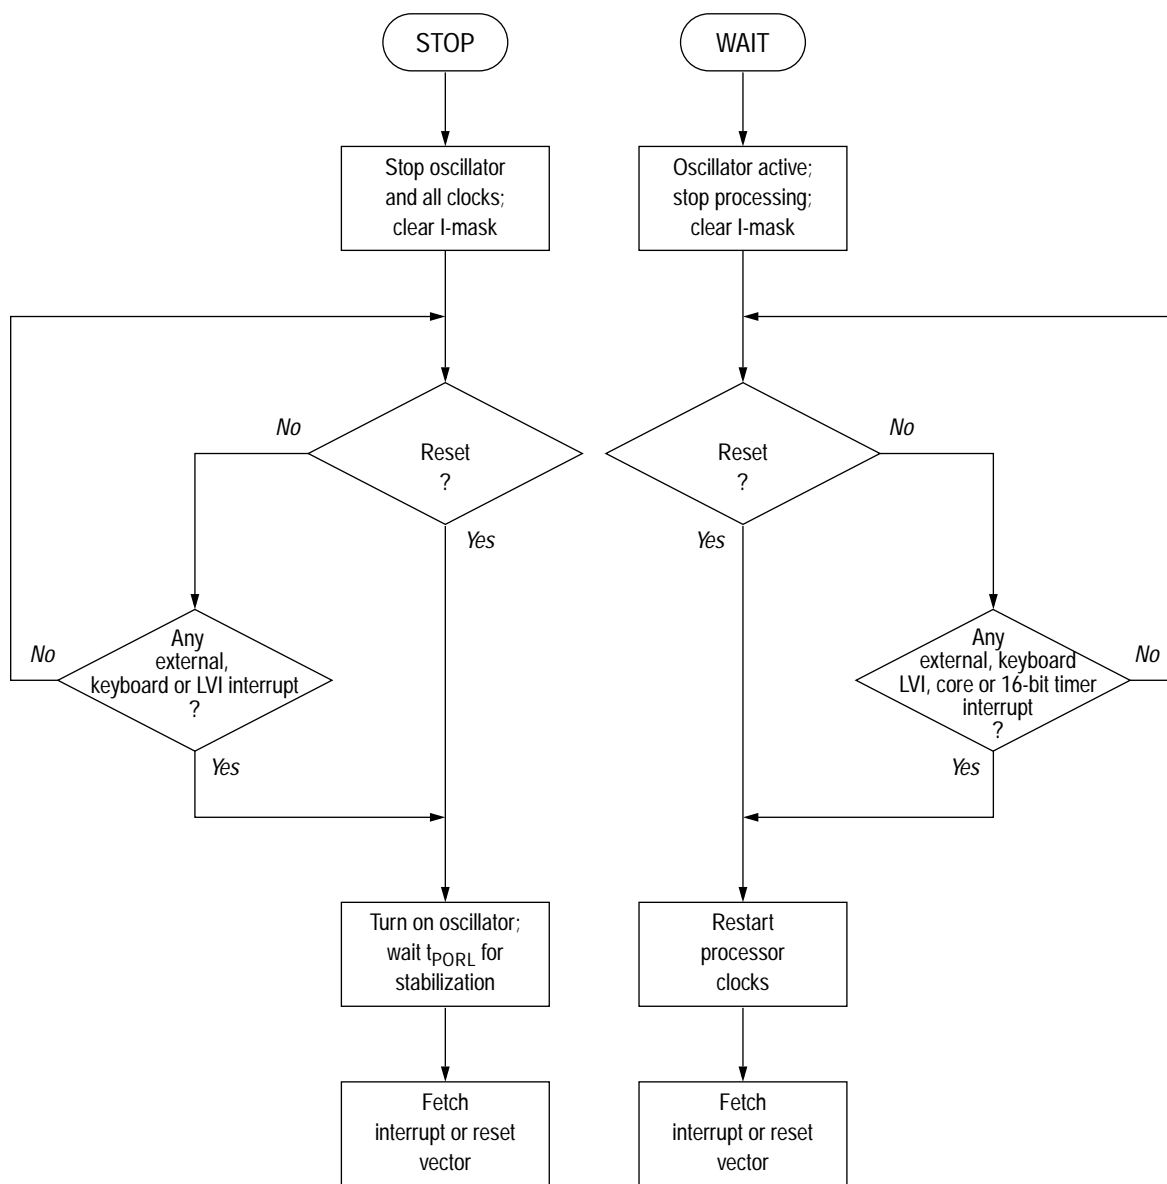 STOP
Stop oscillator
and all clocks;
clear I-mask
Reset
?
No
Yes
Any
external,
keyboard or LVI interrupt
?
No
Yes
Turn on oscillator;
wait tPORL for
stabilization
Fetch
interrupt or reset
vector
WAIT
Oscillator active;
stop processing;
clear I-mask
Reset
?
No
Yes
Any
external, keyboard
LVI, core or 16-bit timer
interrupt
?
No
Yes
Restart
processor
clocks
Fetch
interrupt or reset
vector